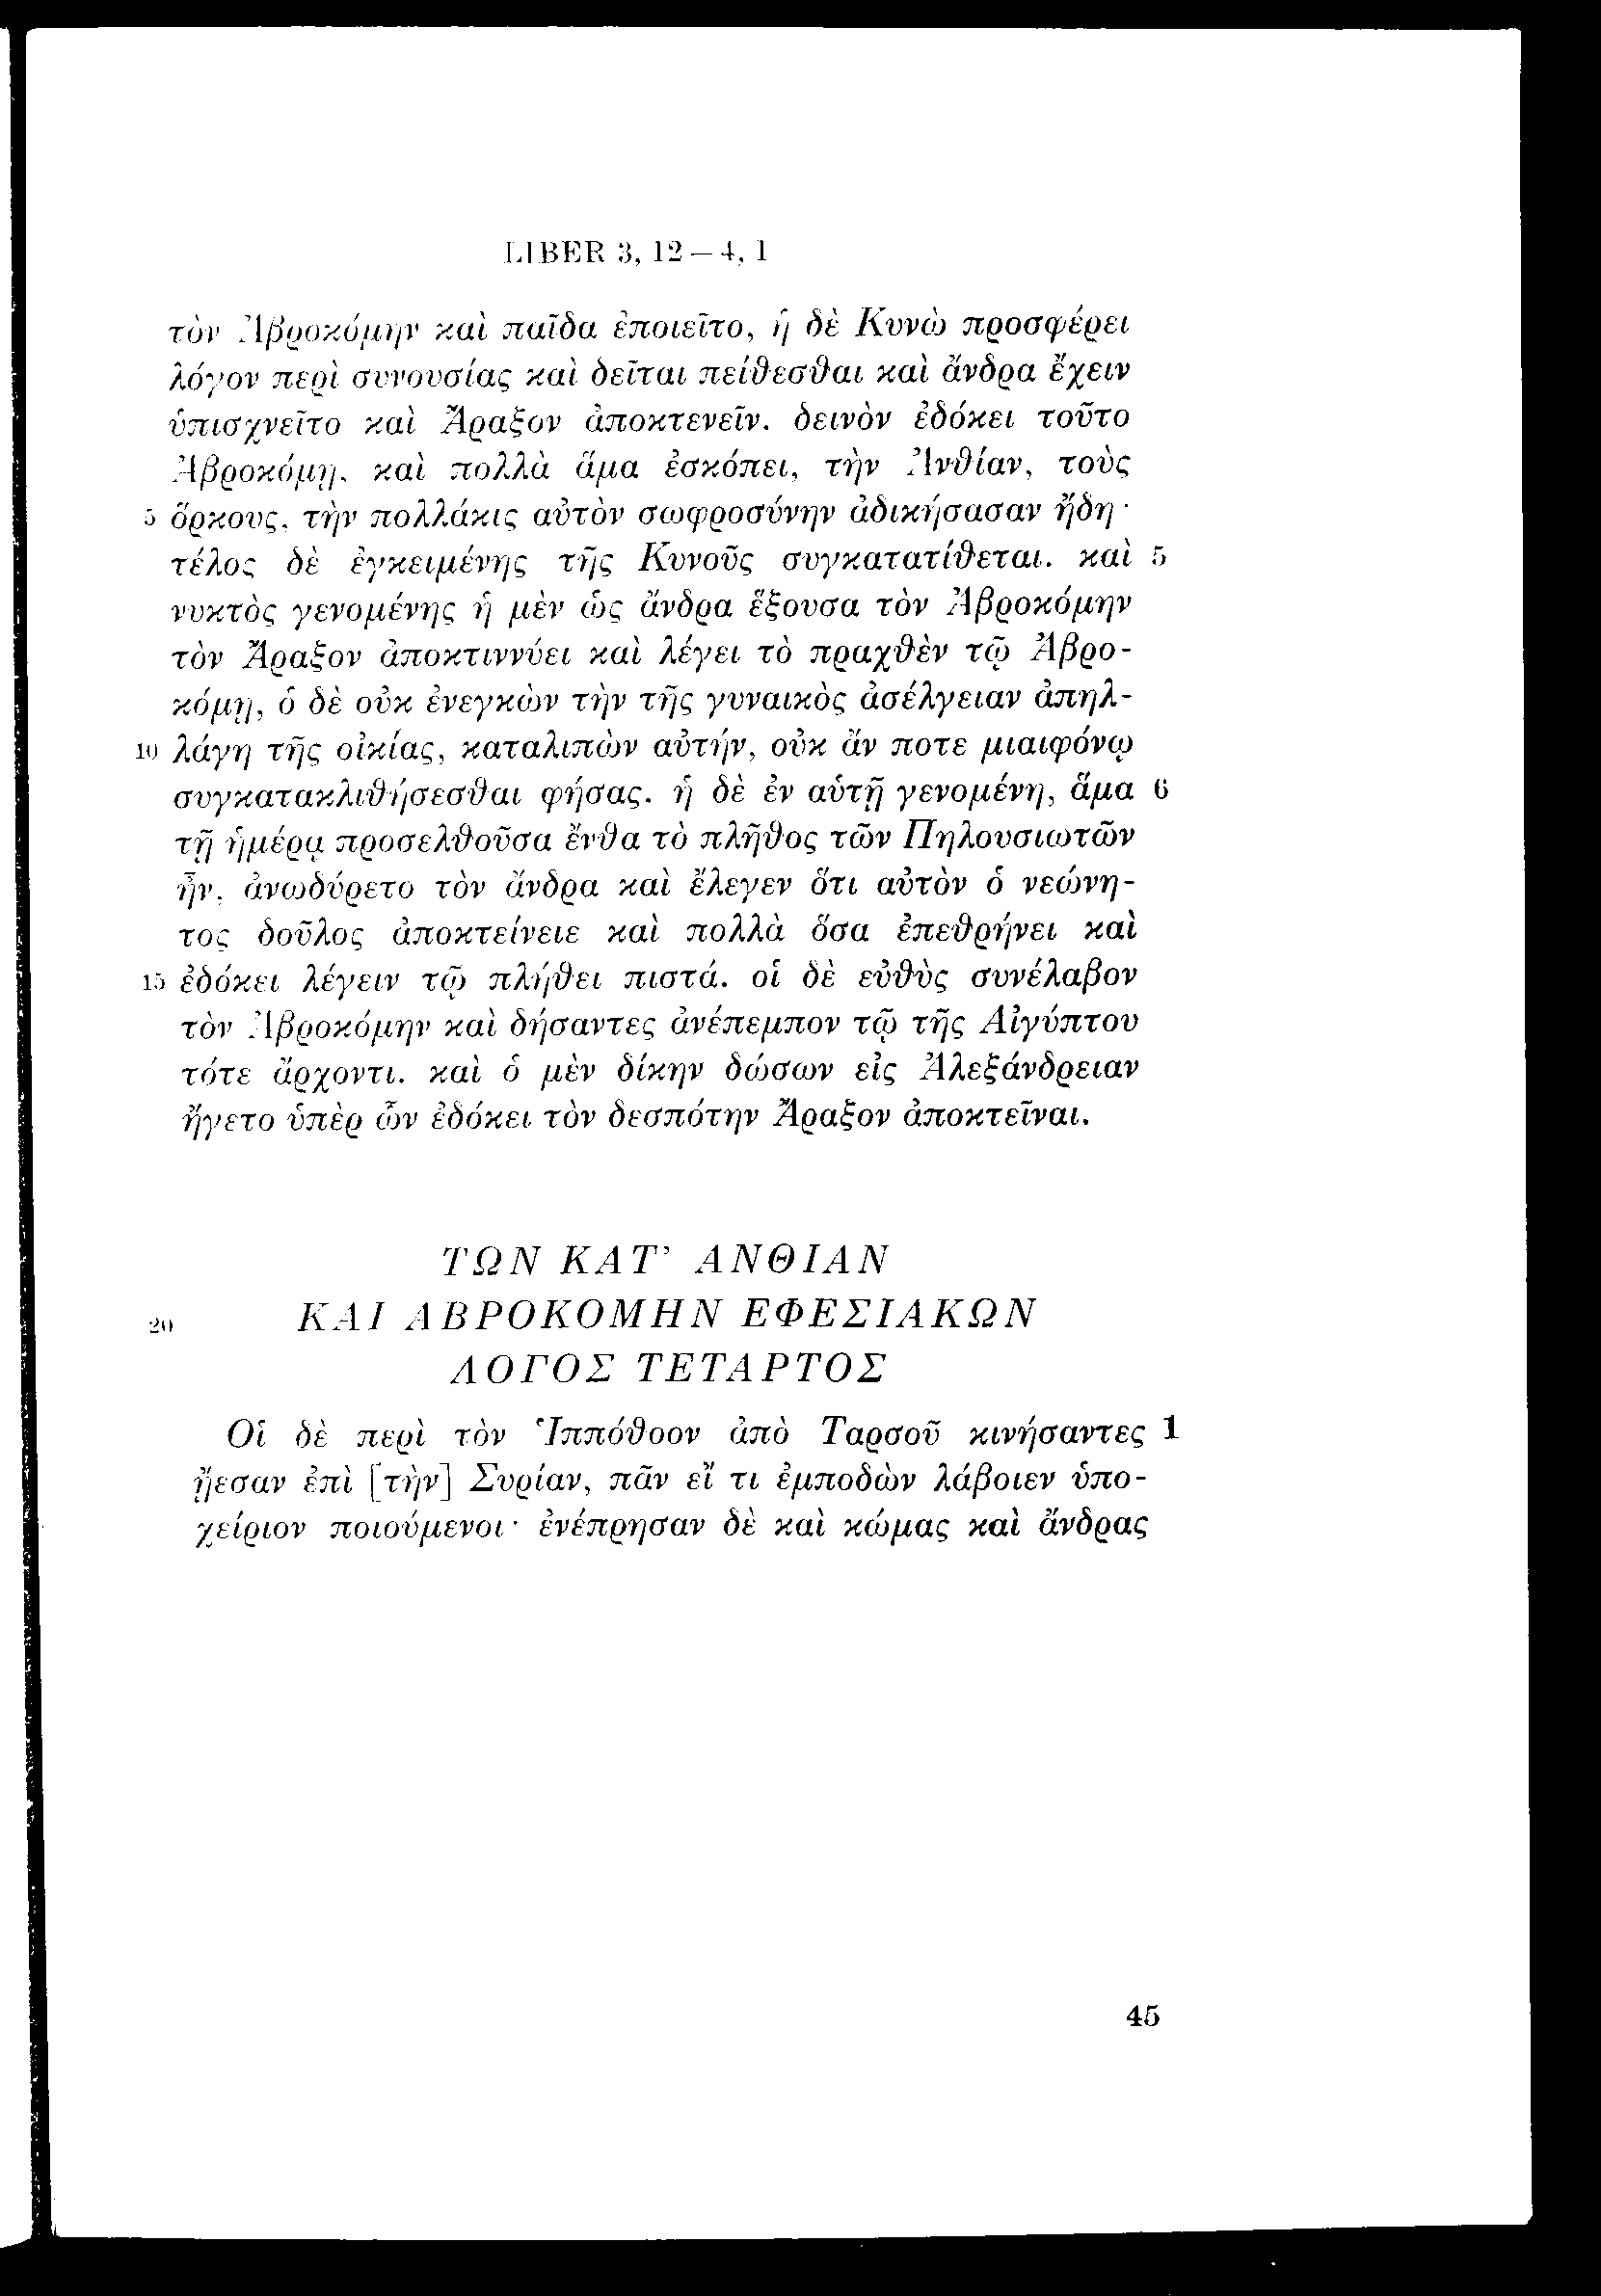 LIBER 3, 12 — 4, 1
τὸν Ἁβροκόμην καὶ παῖδα ἐποιεῖτο, ἡ δὲ Κυνὼ προσφέρει
λόγον περὶ συνουσίας καὶ δεῖται πείθεσθαι καὶ ἄνδρα ἔχειν
ὑπισχνεῖτο καὶ Ἄραξον ἀποκτενεῖν. δεινὸν ἐδόκει τοῦτο
Ἁβροκόμῃ, καὶ πολλὰ ἅμα ἐσκόπει, τὴν Ἀνθίαν, τοὺς
5 ὅρκους, τὴν πολλάκις αὐτὸν σωφροσύνην ἀδικήσασαν ἤδη·
τέλος δὲ ἐγκειμένης τῆς Κυνοῦς συγκατατίθεται. καὶ 5
νυκτὸς γενομένης ἡ μὲν ὡς ἄνδρα ἕξουσα τὸν Ἁβροκόμην
τὸν Ἄραξον ἀποκτιννύει καὶ λέγει τὸ πραχθὲν τῷ Ἁβρο-
κόμῃ, ὁ δὲ οὐκ ἐνεγκὼν τὴν τῆς γυναικὸς ἀσέλγειαν ἀπηλ-
10 λάγη τῆς οἰκίας, καταλιπὼν αὐτήν, οὐκ ἄν ποτε μιαιφόνῳ
συγκατακλιθήσεσθαι φήσας. ἡ δὲ ἐν αὑτῇ γενομένη, ἅμα 6
τῇ ἡμέρᾳ προσελθοῦσα ἔνθα τὸ πλῆθος τῶν Πηλουσιωτῶν
ἦν, ἀνωδύρετο τὸν ἄνδρα καὶ ἔλεγεν ὅτι αὐτὸν ὁ νεώνη-
τος δοῦλος ἀποκτείνειε καὶ πολλὰ ὅσα ἐπεθρήνει καὶ
15 ἐδόκει λέγειν τῷ πλήθει πιστά. οἱ δὲ εὐθὺς συνέλαβον
τὸν Ἁβροκόμην καὶ δήσαντες ἀνέπεμπον τῷ τῆς Αἰγύπτου
τότε ἄρχοντι. καὶ ὁ μὲν δίκην δώσων εἰς Ἀλεξάνδρειαν
ἤγετο ὑπὲρ ὧν ἐδόκει τὸν δεσπότην Ἄραξον ἀποκτεῖναι.
ΤΩΝ ΚΑΤ' ΑΝΘΙΑΝ
20 ΚΑΙ ΑΒΡΟΚΟΜΗΝ ΕΦΕΣΙΑΚΩΝ
ΛΟΓΟΣ ΤΕΤΑΡΤΟΣ
Οἱ δὲ περὶ τὸν Ἱππόθοον ἀπὸ Ταρσοῦ κινήσαντες 1
ᾔεσαν ἐπὶ [τὴν] Συρίαν, πᾶν εἴ τι ἐμποδὼν λάβοιεν ὑπο-
χείριον ποιούμενοι· ἐνέπρησαν δὲ καὶ κώμας καὶ ἄνδρας
45